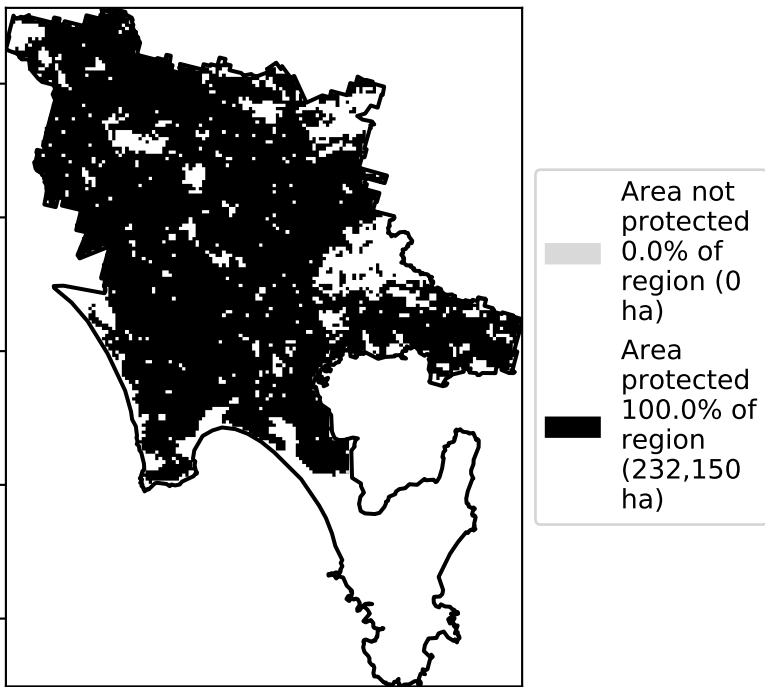 Area not
protected
0.0% of
region (0
ha)
Area
protected
100.0% of
region
(232,150
ha)